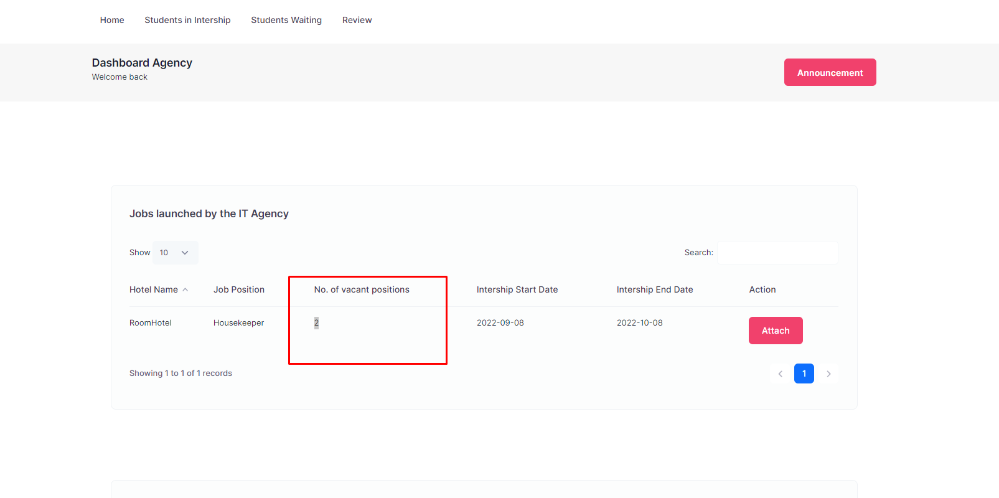 Home Students in Intership Students Waiting Review
Dashboard Agency
Welcome back
Announcement
Jobs launched by the IT Agency
Show 10
Search:
Hotel Name Job Position No. of vacant positions Intership Start Date Intership End Date Action
RoomHotel Housekeeper 2 2022-09-08 2022-10-08 Attach
Showing 1 to 1 of 1 records
1